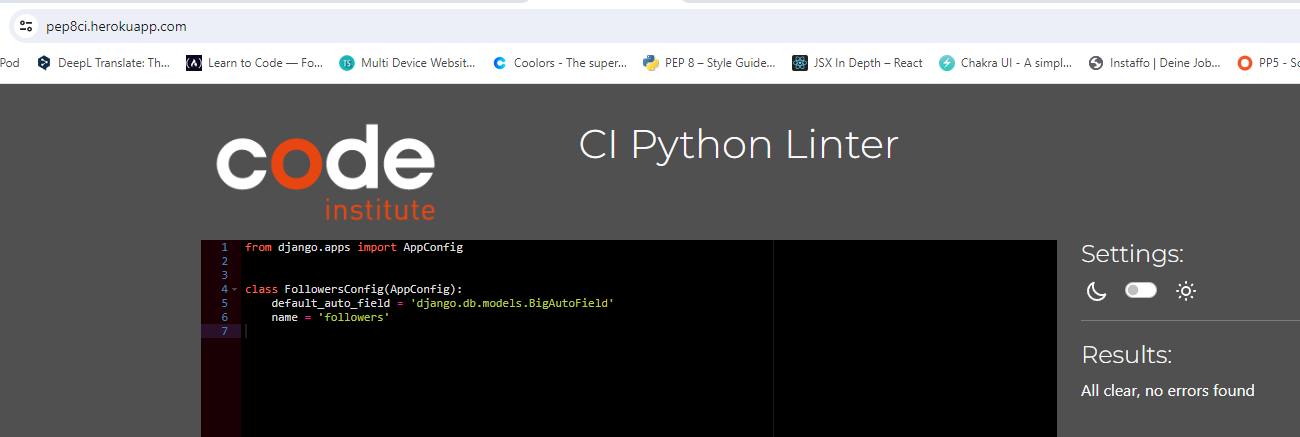 pep8ci.herokuapp.com
Pod DeepL Translate: Th... Learn to Code — Fo... TS Multi Device Websit... Coolors - The super... PEP 8 – Style Guide... JSX In Depth – React Chakra UI - A simpl... Instaffo | Deine Job... PP5 - Sc
code
institute
CI Python Linter
1 from django.apps import AppConfig
2
3
4 class FollowersConfig(AppConfig):
5     default_auto_field = 'django.db.models.BigAutoField'
6     name = 'followers'
7
Settings:
Results:
All clear, no errors found